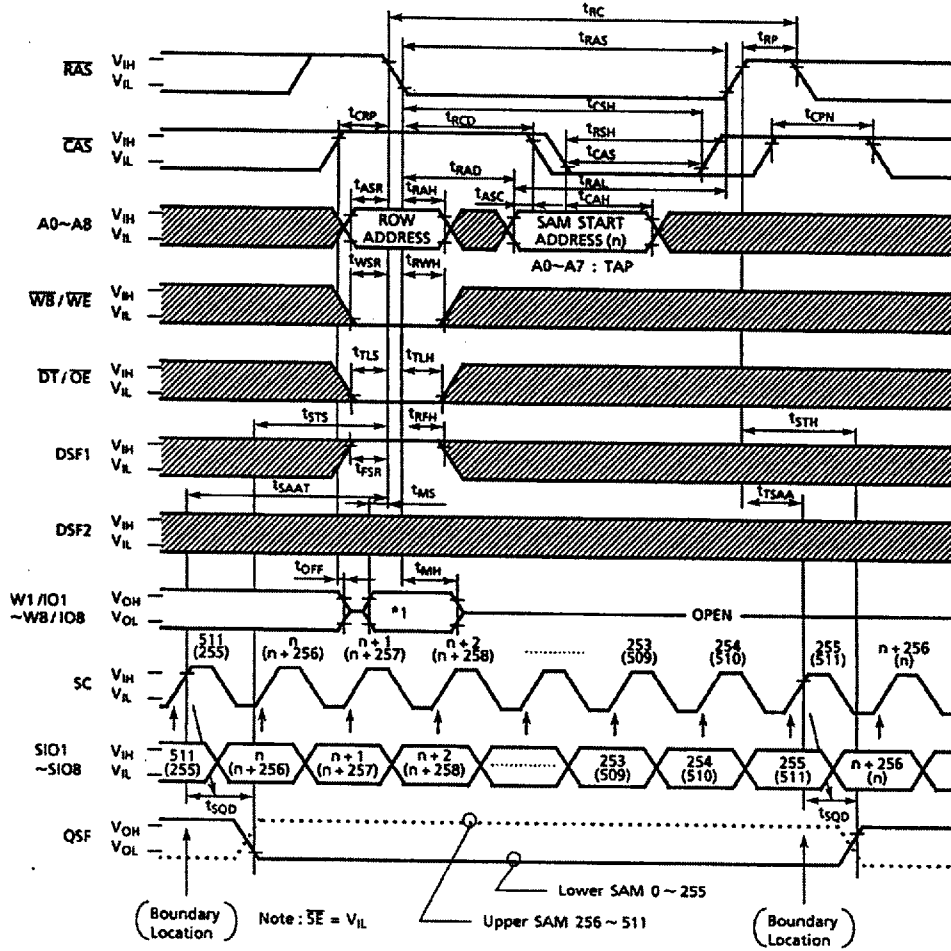 tRC
tRAS
tRP
RAS VIH
VIL
tCSH
tCRP tRCD tRSH tCPN
CAS VIH
VIL
tCAS
tRAD tRAL
tASR tRAH tASC tCAH
A0~A8 VIH
VIL
ROW ADDRESS
SAM START ADDRESS (n)
A0~A7 : TAP
tWSR tRWH
WB/WE VIH
VIL
tTLS tTLH
DT/OE VIH
VIL
tSTS tRFH tSTH
DSF1 VIH
VIL
tFSR
tSAAT tMS tTSAA
DSF2 VIH
VIL
tOFF tMH
W1/IO1 ~W8/IO8 VOH
VOL
*1 OPEN
511 n n+1 n+2 ........ 253 254 255 n+256
(255) (n+256) (n+257) (n+258) (509) (510) (511) (n)
SC VIH
VIL
SIO1 ~SIO8 VIH
VIL
511 n n+1 n+2 ........ 253 254 255 n+256
(255) (n+256) (n+257) (n+258) (509) (510) (511) (n)
tSQD tSQD
QSF VOH
VOL
Lower SAM 0~255
Upper SAM 256~511
(Boundary Location)
Note : SE = VIL
(Boundary Location)